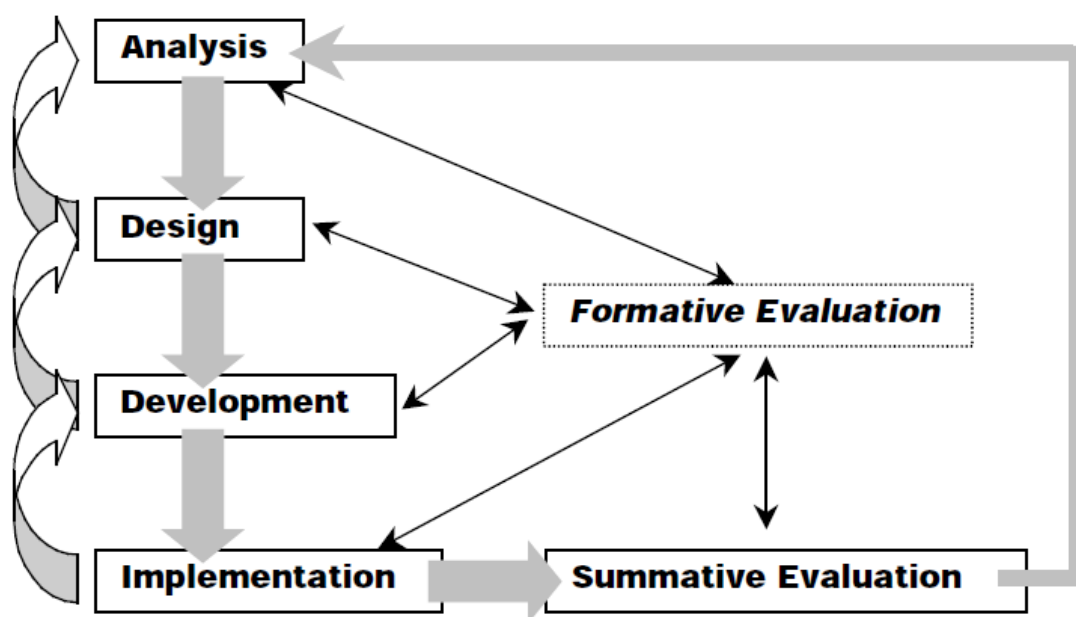 Analysis
Design
Formative Evaluation
Development
Implementation
Summative Evaluation